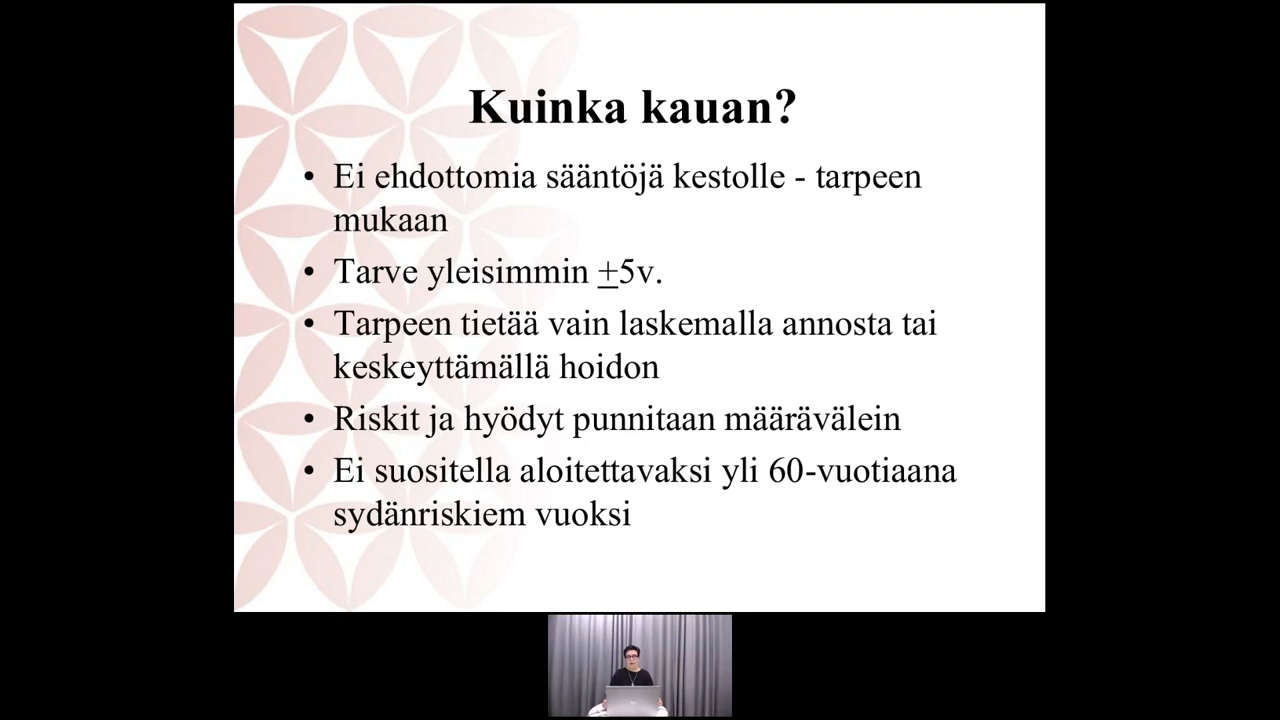 Kuinka kauan?
• Ei ehdottomia sääntöjä kestolle - tarpeen
mukaan
• Tarve yleisimmin ±5v.
• Tarpeen tietää vain laskemalla annosta tai
keskeyttämällä hoidon
• Riskit ja hyödyt punnitaan määrävälein
• Ei suositella aloitettavaksi yli 60-vuotiaana
sydänriskiem vuoksi